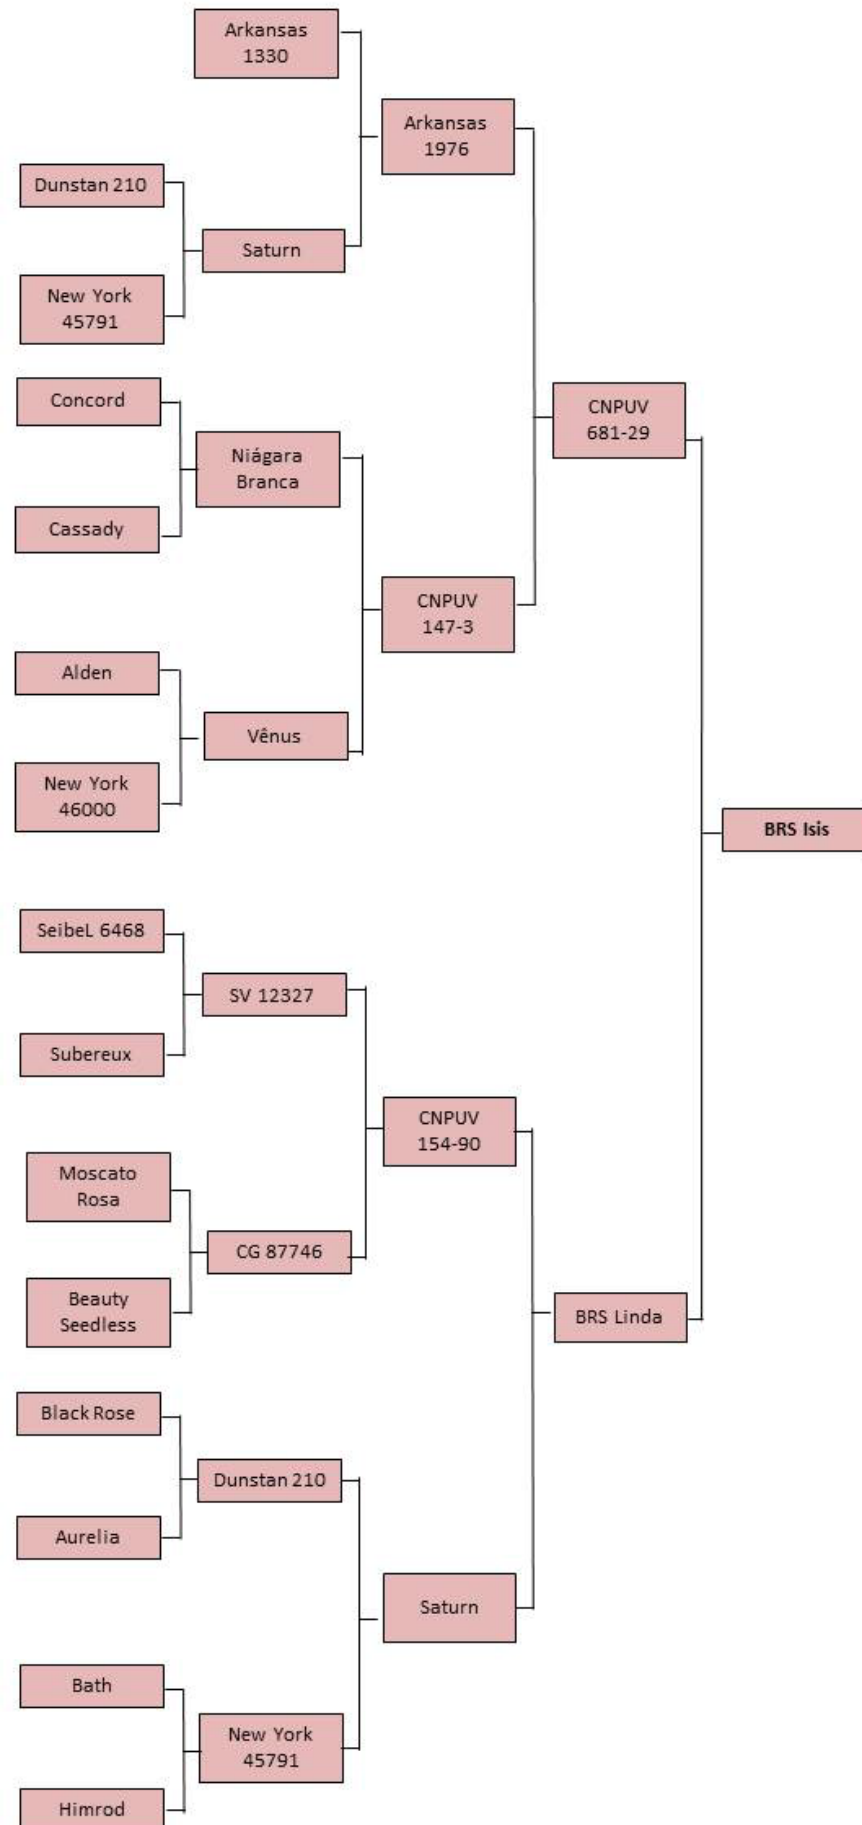 Arkansas
1330
Arkansas
1976
Dunstan 210
Saturn
New York
45791
Concord
CNPUV
681-29
Niágara
Branca
Cassady
CNPUV
147-3
Alden
Vênus
New York
46000
BRS Isis
SeibeL 6468
SV 12327
Subereux
CNPUV
154-90
Moscato
Rosa
CG 87746
Beauty
Seedless
BRS Linda
Black Rose
Dunstan 210
Aurelia
Saturn
Bath
New York
45791
Himrod